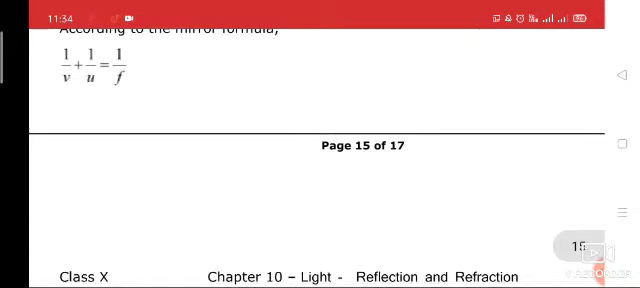 11:34
According to the mirror formula,
1/v + 1/u = 1/f
Page 15 of 17
15
V RECORDER
Class X Chapter 10 – Light - Reflection and Refraction